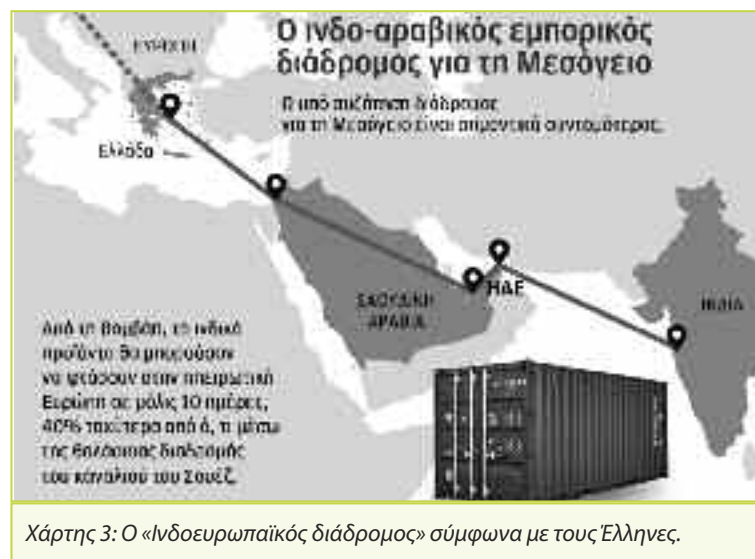 ΕΥΡΩΠΗ
Ο ινδο-αραβικός εμπορικός
διάδρομος για τη Μεσόγειο
Ο υπό συζήτηση διάδρομος
για τη Μεσόγειο είναι σημαντικά συντομότερος.
Ελλάδα
ΗΑΕ
ΣΑΟΥΔΙΚΗ
ΑΡΑΒΙΑ
ΙΝΔΙΑ
Από τη Βομβάη, τα ινδικά
προϊόντα θα μπορούσαν
να φτάσουν στην ηπειρωτική
Ευρώπη σε μόλις 10 ημέρες,
40% ταχύτερα από ό, τι μέσω
της θαλάσσιας διαδρομής
του καναλιού του Σουέζ.
Χάρτης 3: Ο «Ινδοευρωπαϊκός διάδρομος» σύμφωνα με τους Έλληνες.